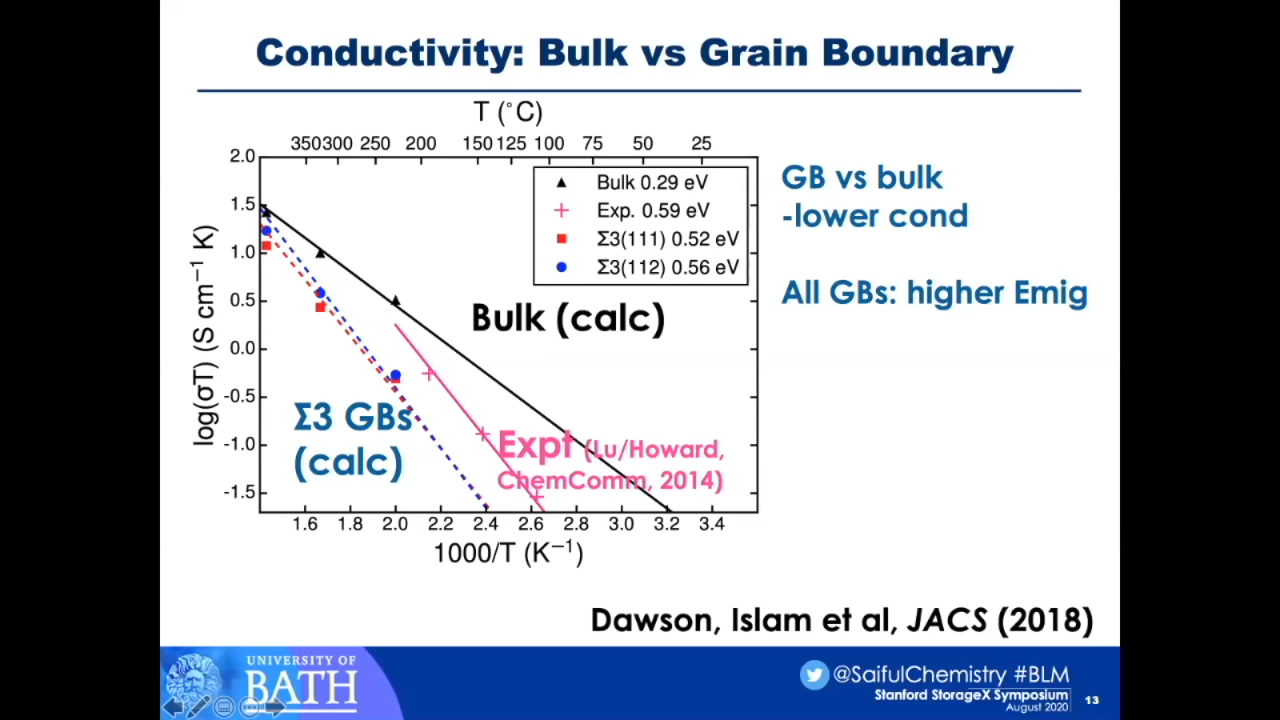 Conductivity: Bulk vs Grain Boundary
T (°C)
350 300 250 200 150 125 100 75 50 25
2.0
1.5
1.0
0.5
0.0
-0.5
-1.0
-1.5
log(σT) (S cm⁻¹ K)
Bulk 0.29 eV
Exp. 0.59 eV
Σ3(111) 0.52 eV
Σ3(112) 0.56 eV
Bulk (calc)
Σ3 GBs
(calc)
Expt (Lu/Howard,
ChemComm, 2014)
1.6 1.8 2.0 2.2 2.4 2.6 2.8 3.0 3.2 3.4
1000/T (K⁻¹)
GB vs bulk
-lower cond
All GBs: higher Emig
Dawson, Islam et al, JACS (2018)
UNIVERSITY OF
BATH
@SaifulChemistry #BLM
Stanford StorageX Symposium
August 2020
13